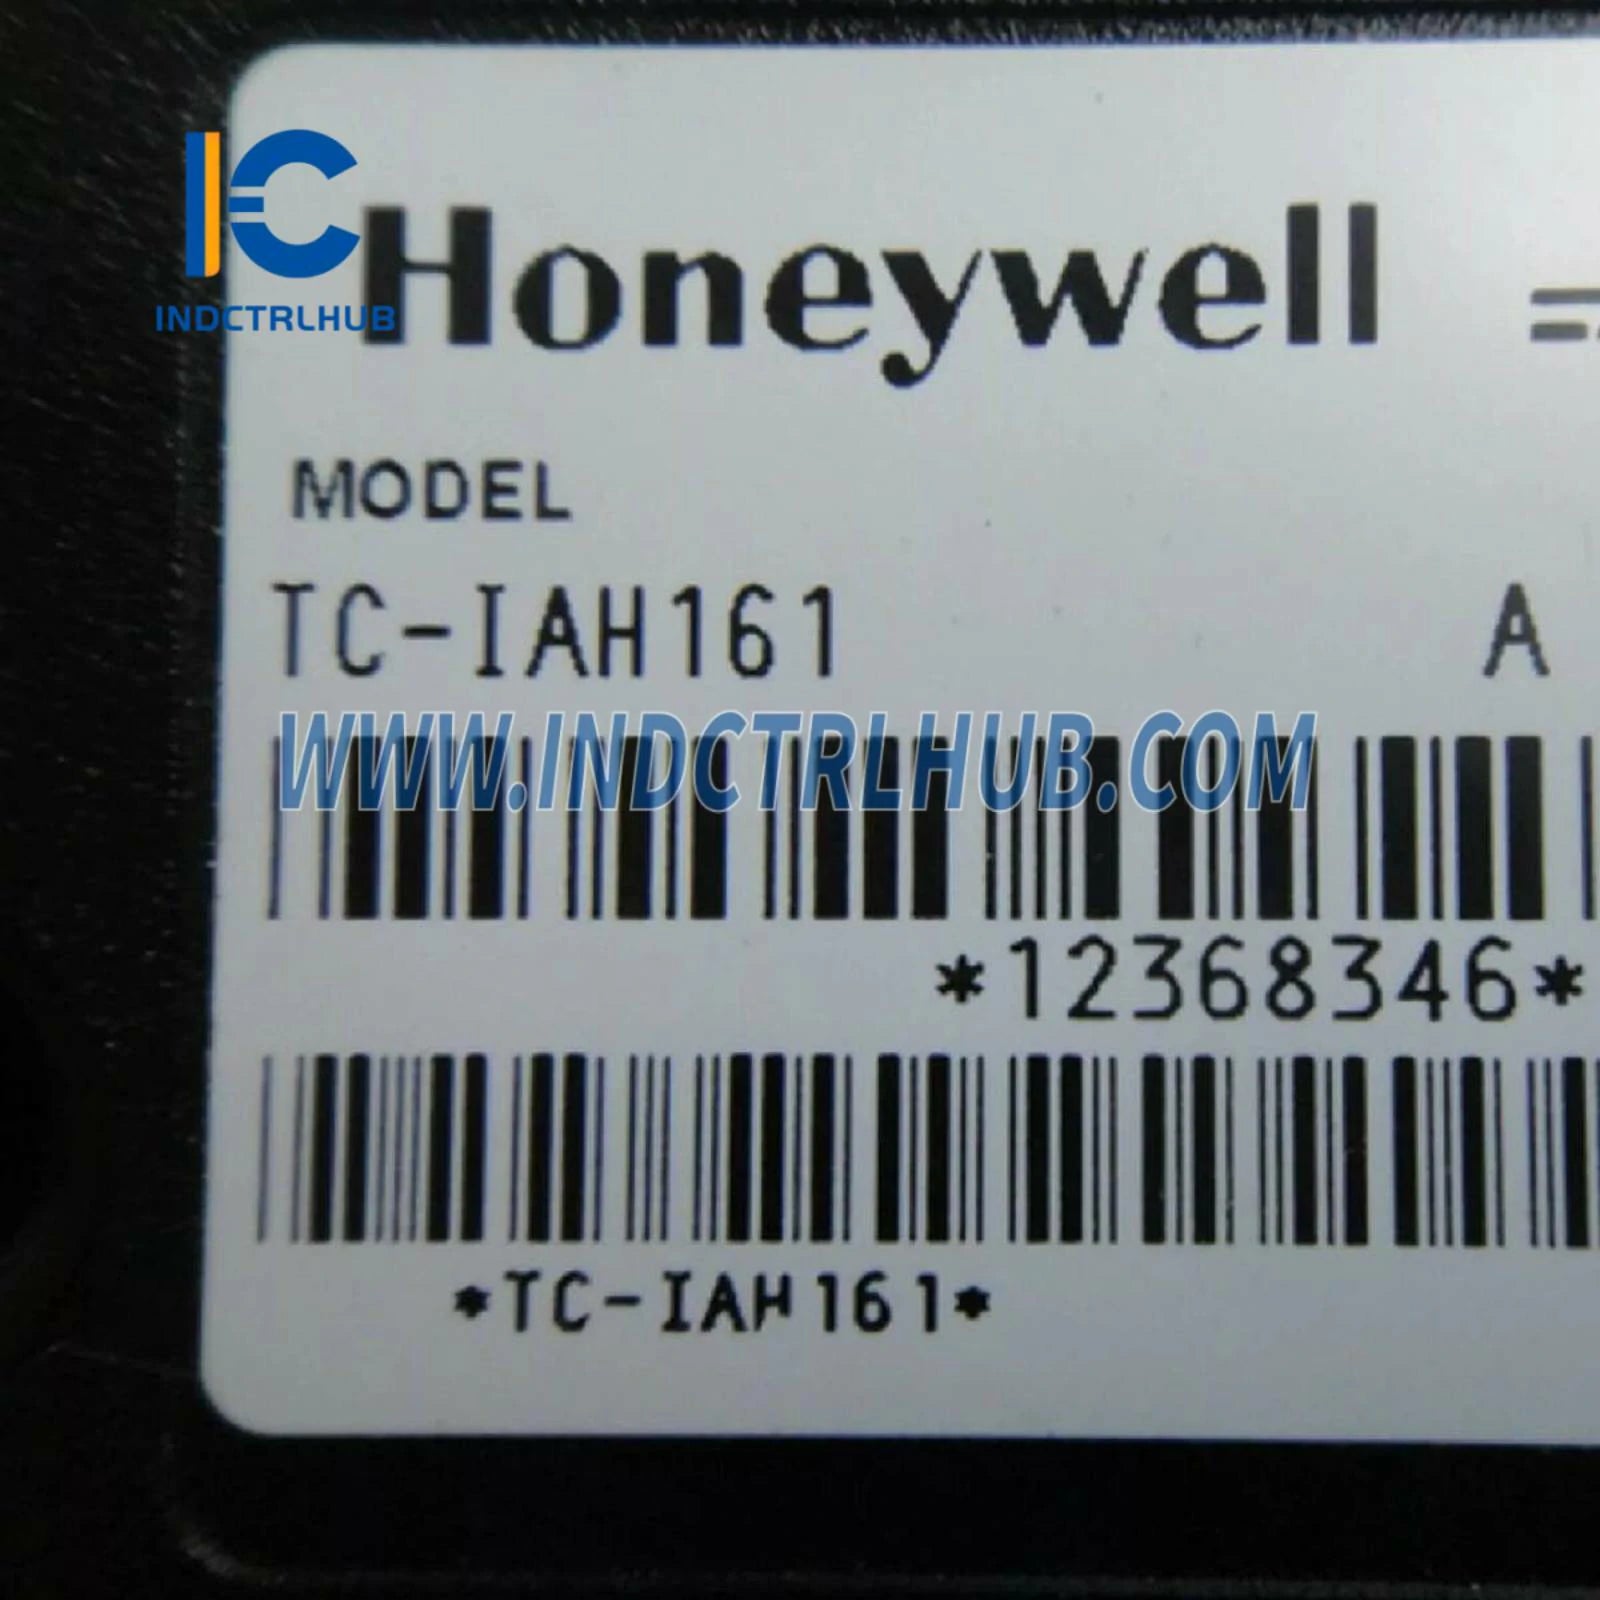 INDCTRLHUB
Honeywell
MODEL
TC-IAH161 A
WWW.INDCTRLHUB.COM
*12368346*
*TC-IAH161*